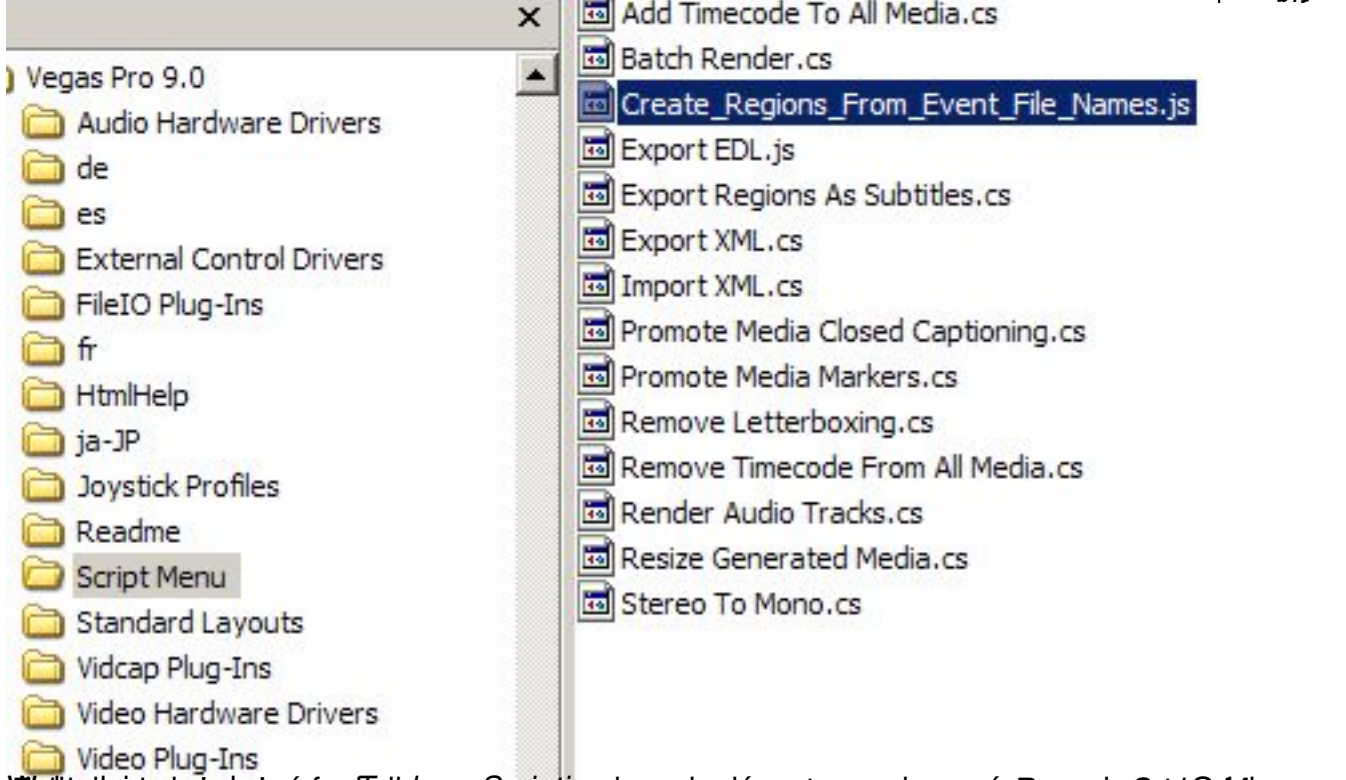 Vegas Pro 9.0
Audio Hardware Drivers
de
es
External Control Drivers
FileIO Plug-Ins
fr
HtmlHelp
ja-JP
Joystick Profiles
Readme
Script Menu
Standard Layouts
Vidcap Plug-Ins
Video Hardware Drivers
Video Plug-Ins
Add Timecode To All Media.cs
Batch Render.cs
Create_Regions_From_Event_File_Names.js
Export EDL.js
Export Regions As Subtitles.cs
Export XML.cs
Import XML.cs
Promote Media Closed Captioning.cs
Promote Media Markers.cs
Remove Letterboxing.cs
Remove Timecode From All Media.cs
Render Audio Tracks.cs
Resize Generated Media.cs
Stereo To Mono.cs